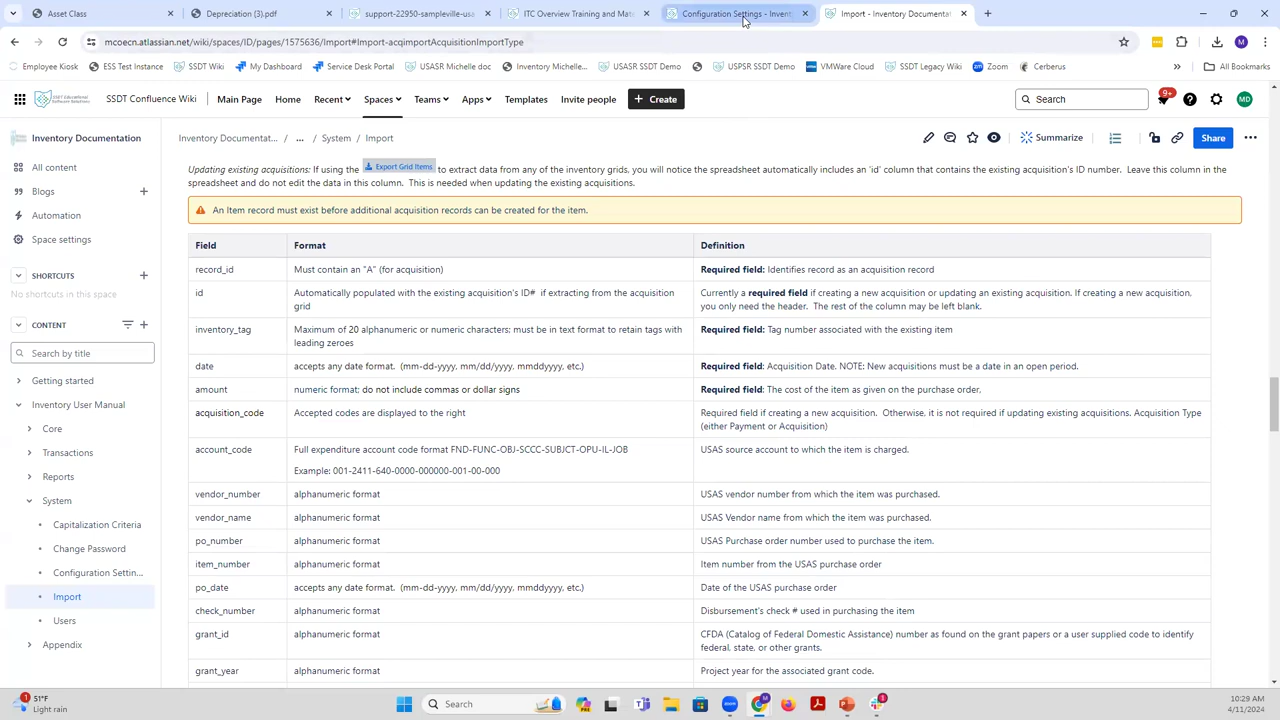 Asset Class
Depreciation (3).pdf
support-22950-sampleville-usa
ITC Overview Training and Mate
Configuration Settings - Invent
Import - Inventory Documentati
moecn.atlassian.net/wiki/spaces/ID/pages/1575636/Import#Import-acqimportAcquisitionImportType
Employee Kiosk
ESS Test Instance
SSDT Wiki
My Dashboard
Service Desk Portal
USASR Michelle doc
Inventory Michelle...
USASR SSDT Demo
USPSR SSDT Demo
VMWare Cloud
SSDT Legacy Wiki
Zoom
Cerberus
»
All Bookmarks
SSDT Confluence Wiki
Main Page
Home
Recent
Spaces
Teams
Apps
Templates
Invite people
+ Create
Search
9+
MD
Inventory Documentation
Inventory Documentat... / ... / System / Import
Summarize
Share
All content
Blogs
Automation
Space settings
SHORTCUTS
No shortcuts in this space
CONTENT
Search by title
Getting started
Inventory User Manual
Core
Transactions
Reports
System
Capitalization Criteria
Change Password
Configuration Settin...
Import
Users
Appendix
Updating existing acquisitions: If using the Export Grid Items to extract data from any of the inventory grids, you will notice the spreadsheet automatically includes an 'id' column that contains the existing acquisition's ID number. Leave this column in the
spreadsheet and do not edit the data in this column. This is needed when updating the existing acquisitions.
An Item record must exist before additional acquisition records can be created for the item.
Field Format Definition
record_id Must contain an "A" (for acquisition) Required field: Identifies record as an acquisition record
id Automatically populated with the existing acquisition's ID# if extracting from the acquisition
grid
Currently a required field if creating a new acquisition or updating an existing acquisition. If creating a new acquisition,
you only need the header. The rest of the column may be left blank.
inventory_tag Maximum of 20 alphanumeric or numeric characters; must be in text format to retain tags with
leading zeroes
Required field: Tag number associated with the existing item
date accepts any date format. (mm-dd-yyyy, mm/dd/yyyy, mmddyyyy, etc.) Required field: Acquisition Date. NOTE: New acquisitions must be a date in an open period.
amount numeric format: do not include commas or dollar signs Required field: The cost of the item as given on the purchase order.
acquisition_code Accepted codes are displayed to the right
Required field if creating a new acquisition. Otherwise, it is not required if updating existing acquisitions. Acquisition Type
(either Payment or Acquisition)
account_code Full expenditure account code format FND-FUNC-OBJ-SCCC-SUBJCT-OPU-IL-JOB
Example: 001-2411-640-0000-000000-001-00-000
USAS source account to which the item is charged.
vendor_number alphanumeric format USAS vendor number from which the item was purchased.
vendor_name alphanumeric format USAS Vendor name from which the item was purchased.
po_number alphanumeric format USAS Purchase order number used to purchase the item.
item_number alphanumeric format Item number from the USAS purchase order
po_date accepts any date format. (mm-dd-yyyy, mm/dd/yyyy, mmddyyyy, etc.) Date of the USAS purchase order
check_number alphanumeric format Disbursement's check # used in purchasing the item
grant_id alphanumeric format CFDA (Catalog of Federal Domestic Assistance) number as found on the grant papers or a user supplied code to identify
federal, state, or other grants.
grant_year alphanumeric format Project year for the associated grant code.
1
51°F
Light rain
Search
10:29 AM
4/11/2024